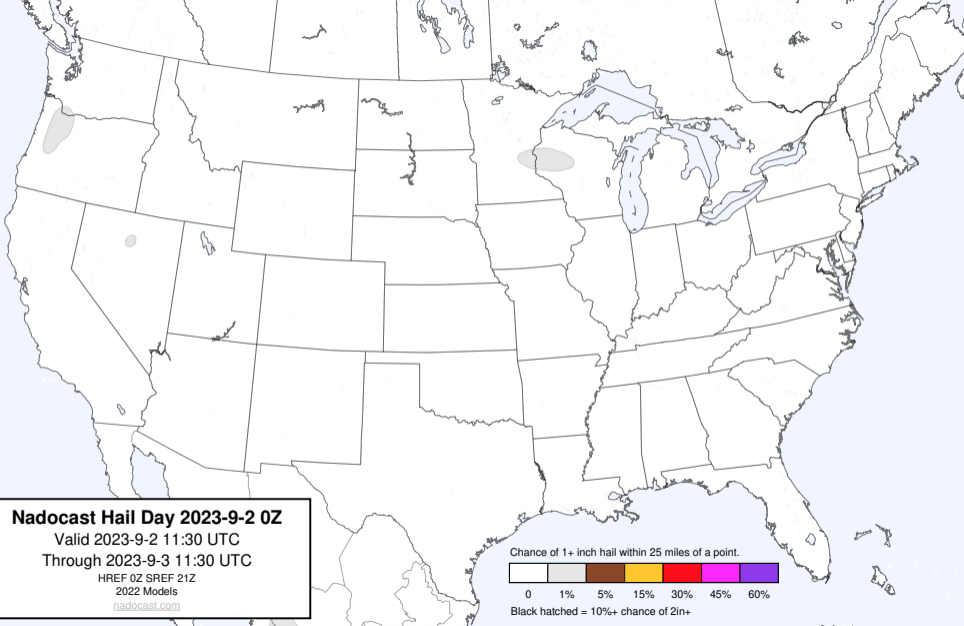 Nadocast Hail Day 2023-9-2 0Z
Valid 2023-9-2 11:30 UTC
Through 2023-9-3 11:30 UTC
HREF 0Z SREF 21Z
2022 Models
nadocast.com
Chance of 1+ inch hail within 25 miles of a point.
0 1% 5% 15% 30% 45% 60%
Black hatched = 10%+ chance of 2in+